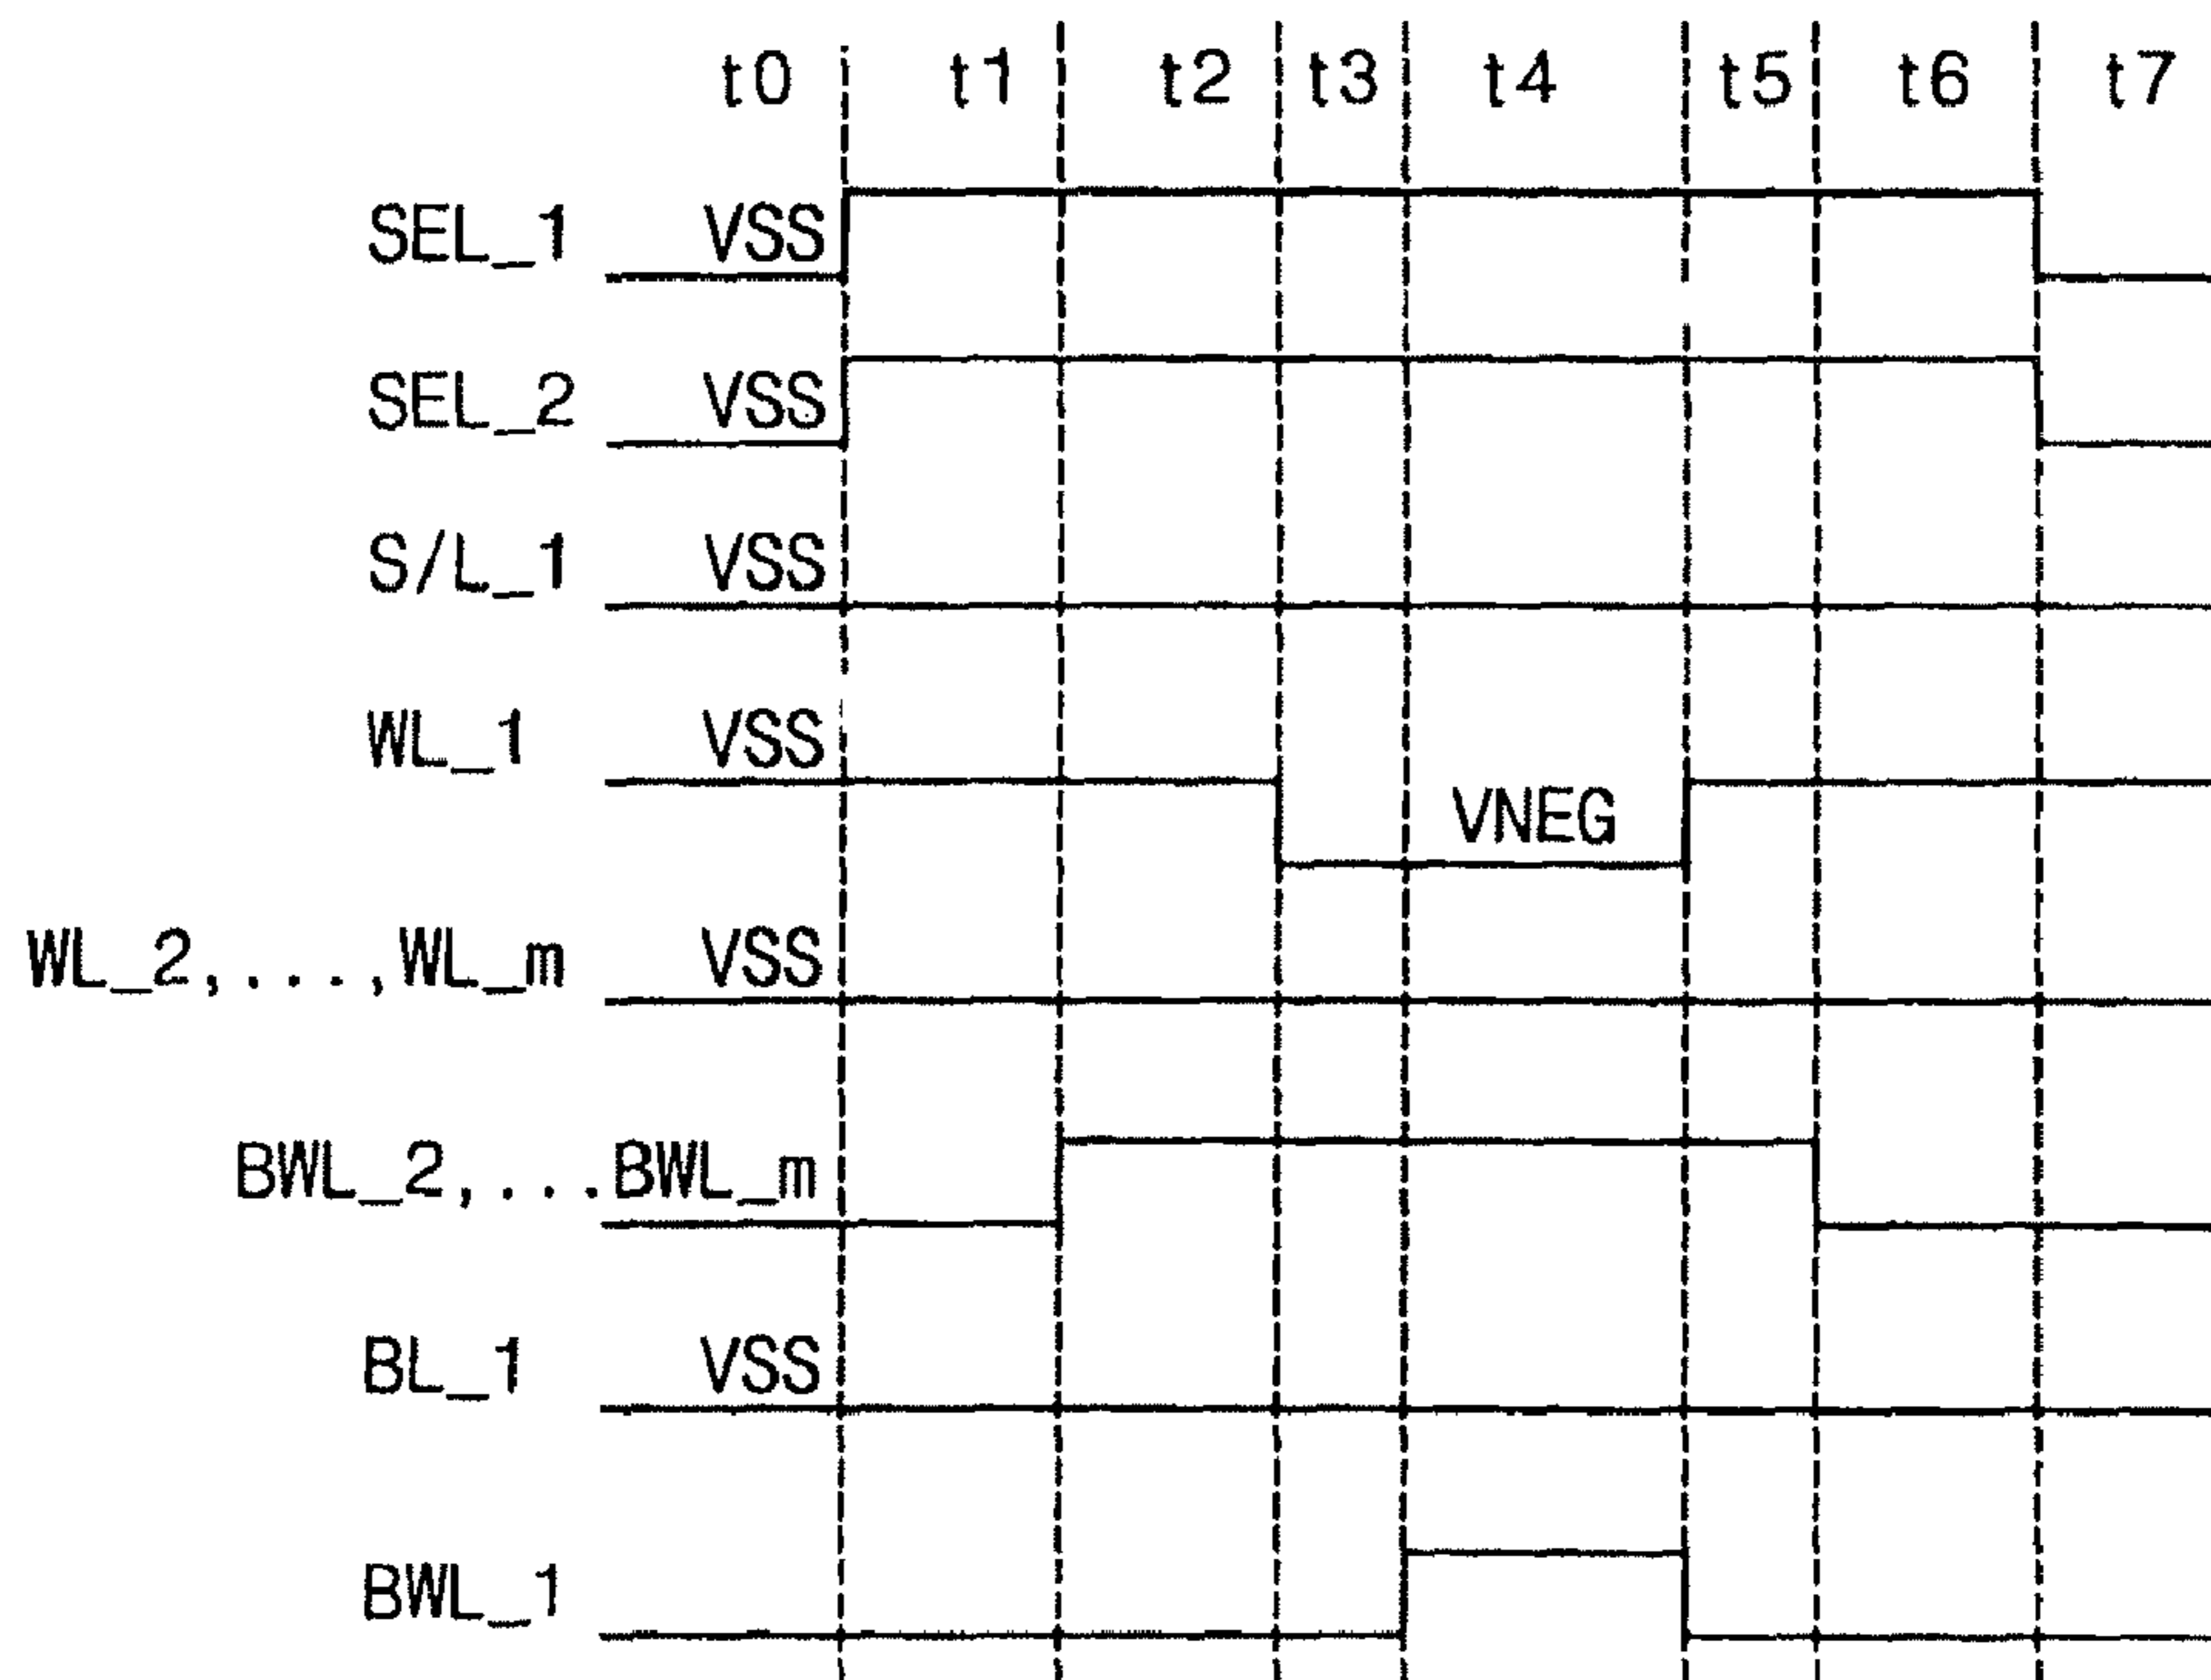 t0 t1 t2 t3 t4 t5 t6 t7
SEL_1 VSS
SEL_2 VSS
S/L_1 VSS
WL_1 VSS
VNEG
WL_2,...,WL_m VSS
BWL_2,...BWL_m
BL_1 VSS
BWL_1